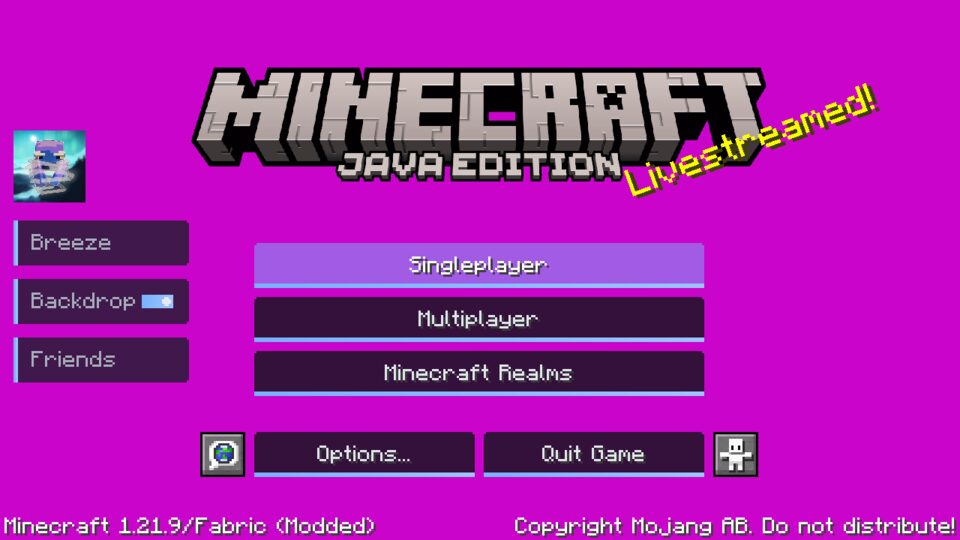 MINECRAFT
JAVA EDITION
Livestreamed!
Breeze
Backdrop
Friends
Singleplayer
Multiplayer
Minecraft Realms
Options...
Quit Game
Minecraft 1.21.9/Fabric (Modded)
Copyright Mojang AB. Do not distribute!